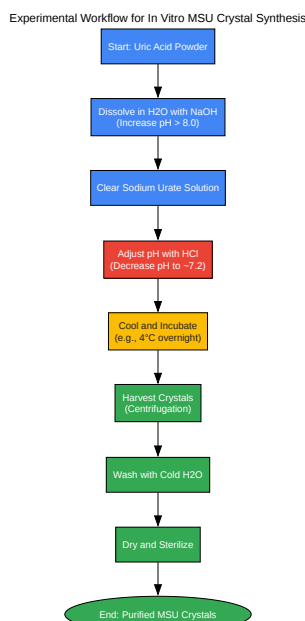 Experimental Workflow for In Vitro MSU Crystal Synthesis
Start: Uric Acid Powder
Dissolve in H2O with NaOH
(Increase pH > 8.0)
Clear Sodium Urate Solution
Adjust pH with HCl
(Decrease pH to ~7.2)
Cool and Incubate
(e.g., 4°C overnight)
Harvest Crystals
(Centrifugation)
Wash with Cold H2O
Dry and Sterilize
End: Purified MSU Crystals